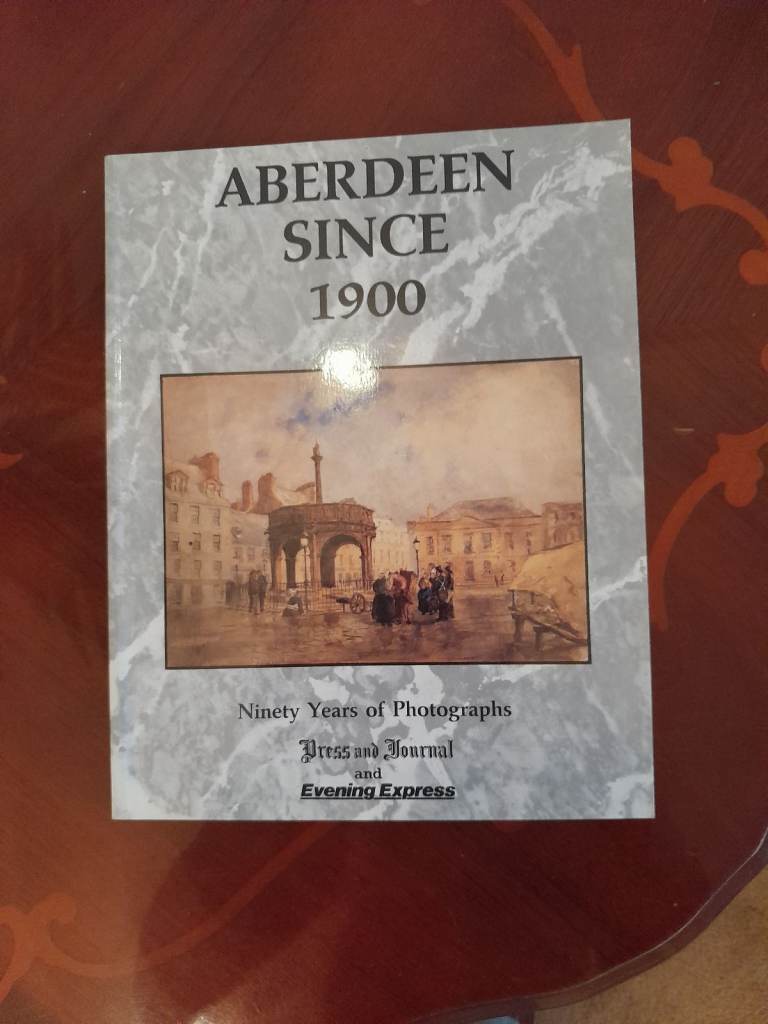 ABERDEEN
SINCE
1900
Ninety Years of Photographs
Press and Journal
and
Evening Express